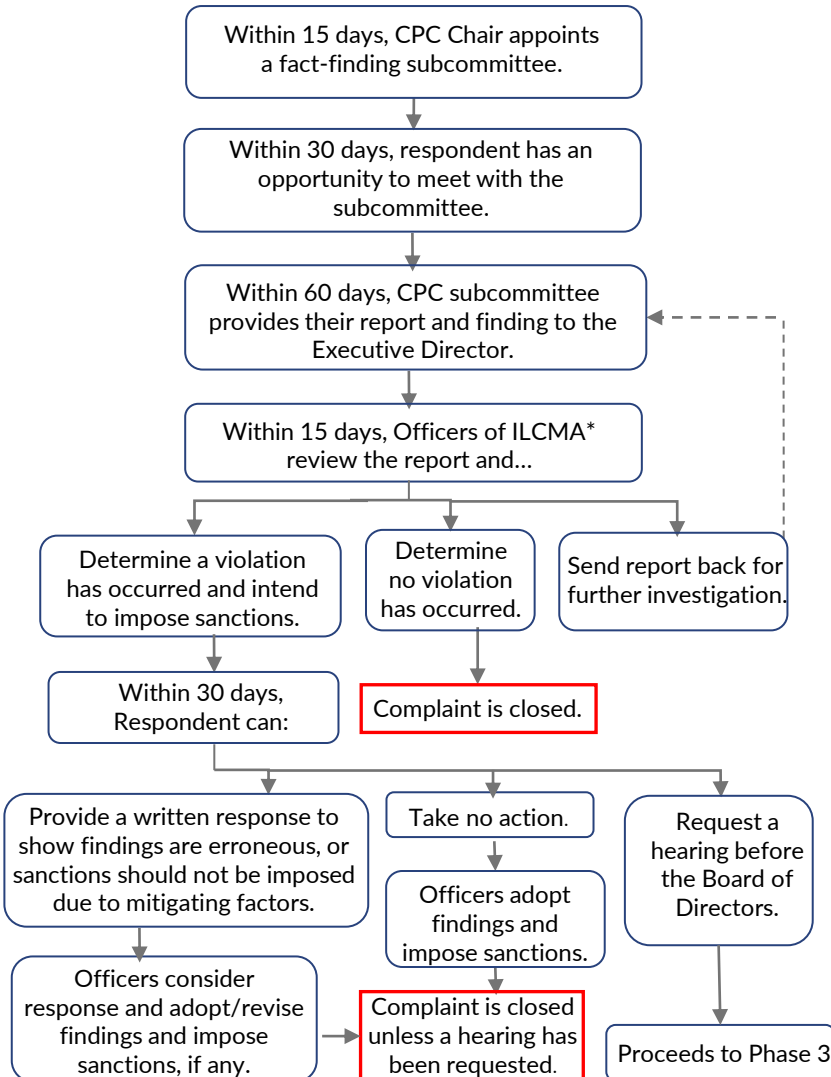 Within 15 days, CPC Chair appoints
a fact-finding subcommittee.
Within 30 days, respondent has an
opportunity to meet with the
subcommittee.
Within 60 days, CPC subcommittee
provides their report and finding to the
Executive Director.
Within 15 days, Officers of ILCMA*
review the report and...
Determine a violation
has occurred and intend
to impose sanctions.
Determine
no violation
has occurred.
Send report back for
further investigation.
Within 30 days,
Respondent can:
Complaint is closed.
Provide a written response to
show findings are erroneous, or
sanctions should not be imposed
due to mitigating factors.
Take no action.
Request a
hearing before
the Board of
Directors.
Officers adopt
findings and
impose sanctions.
Officers consider
response and adopt/revise
findings and impose
sanctions, if any.
Complaint is closed
unless a hearing has
been requested.
Proceeds to Phase 3